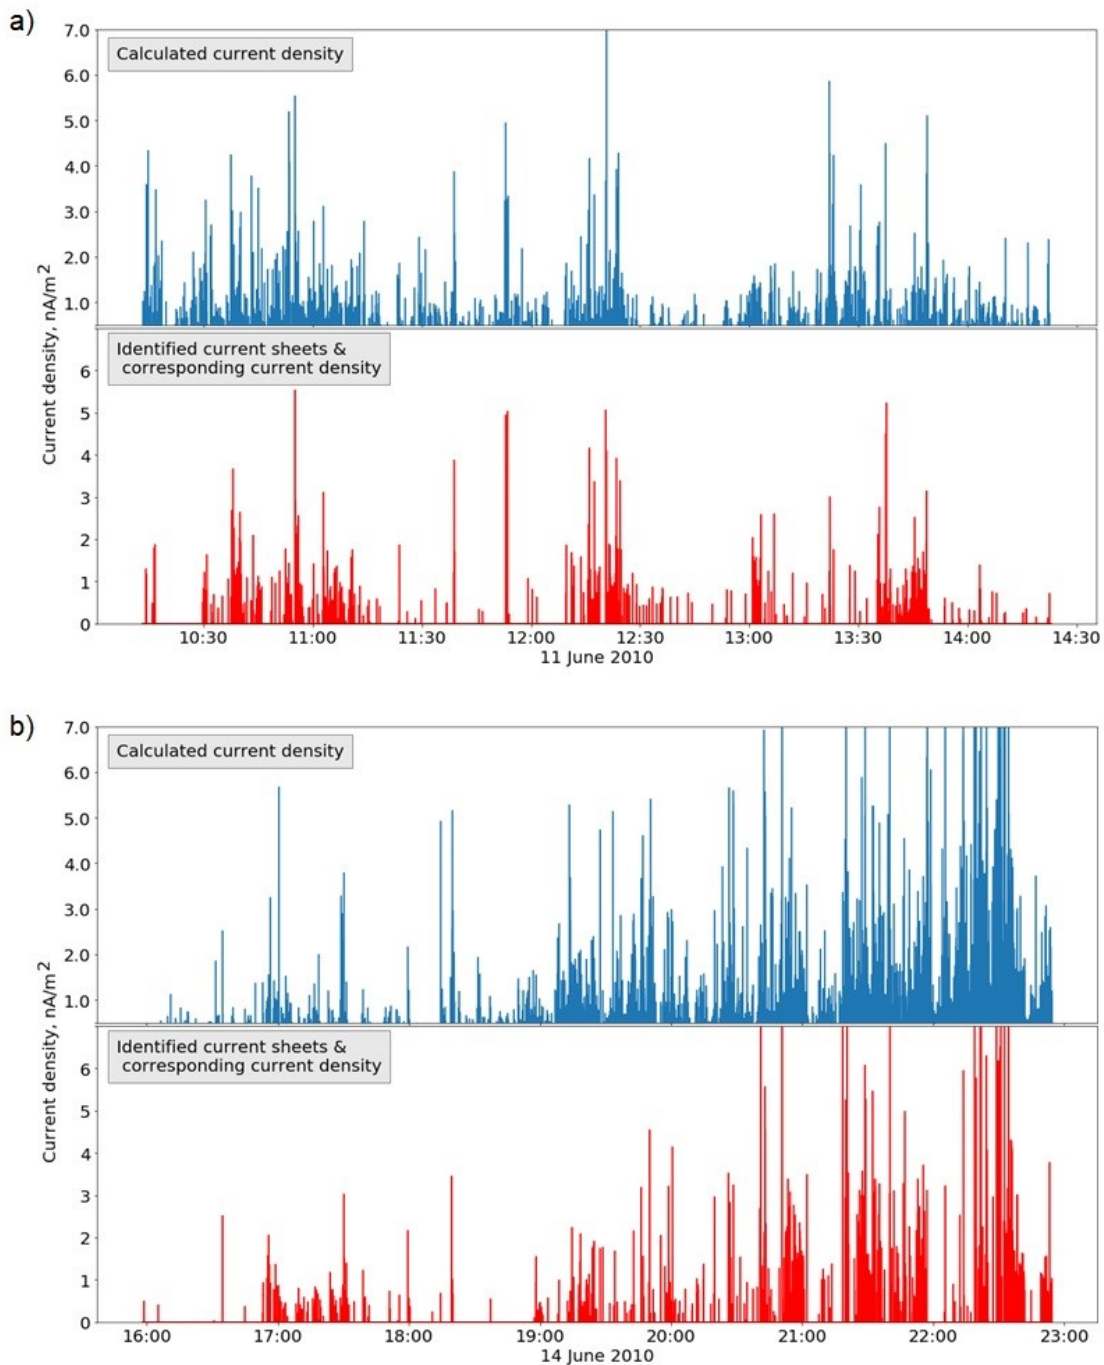 a)
7.0
Calculated current density
6.0
5.0
4.0
3.0
2.0
1.0
Current density, nA/m²
Identified current sheets &
corresponding current density
6
5
4
3
2
1
0
10:30 11:00 11:30 12:00 12:30 13:00 13:30 14:00 14:30
11 June 2010
b)
7.0
Calculated current density
6.0
5.0
4.0
3.0
2.0
1.0
Current density, nA/m²
Identified current sheets &
corresponding current density
6
5
4
3
2
1
0
16:00 17:00 18:00 19:00 20:00 21:00 22:00 23:00
14 June 2010